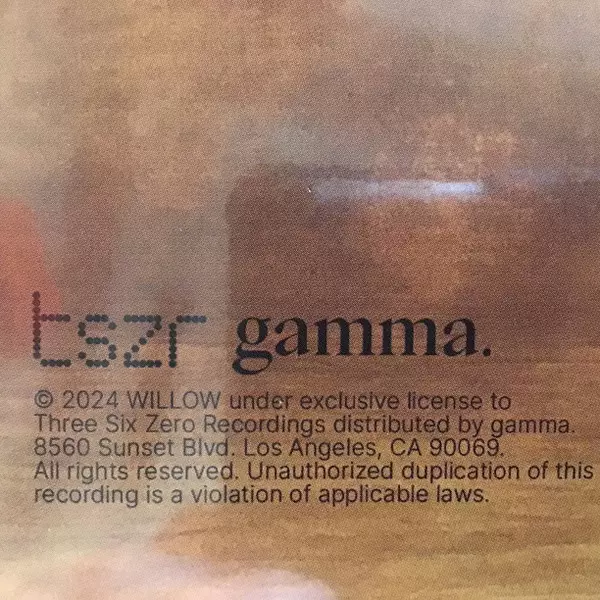 tszr gamma.
© 2024 WILLOW under exclusive license to
Three Six Zero Recordings distributed by gamma.
8560 Sunset Blvd. Los Angeles, CA 90069.
All rights reserved. Unauthorized duplication of this
recording is a violation of applicable laws.